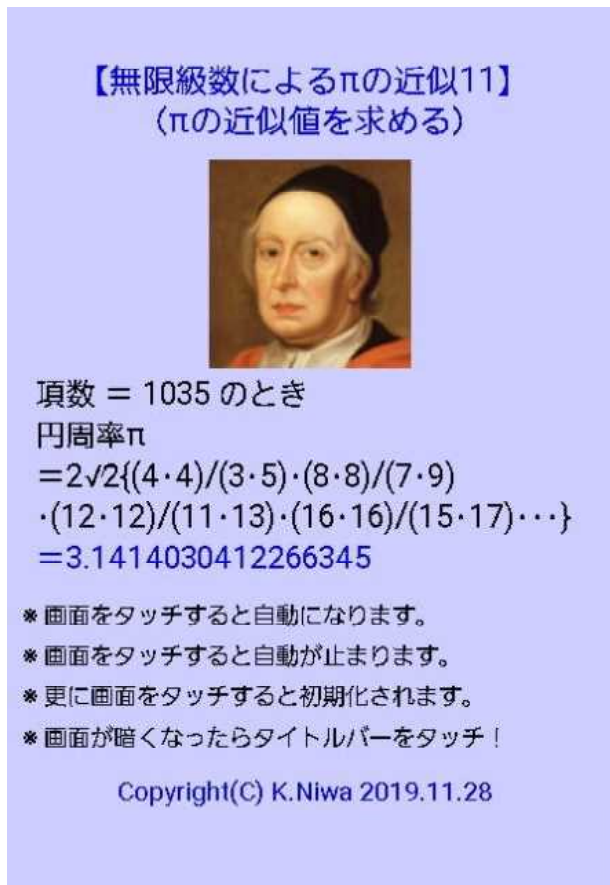 【無限級数によるπの近似11】
(πの近似値を求める)
項数 = 1035 のとき
円周率π
=2√2{(4･4)/(3･5)･(8･8)/(7･9)
･(12･12)/(11･13)･(16･16)/(15･17)･･･}
=3.1414030412266345
※ 画面をタッチすると自動になります。
※ 画面をタッチすると自動が止まります。
※ 更に画面をタッチすると初期化されます。
※ 画面が暗くなったらタイトルバーをタッチ！
Copyright(C) K.Niwa 2019.11.28